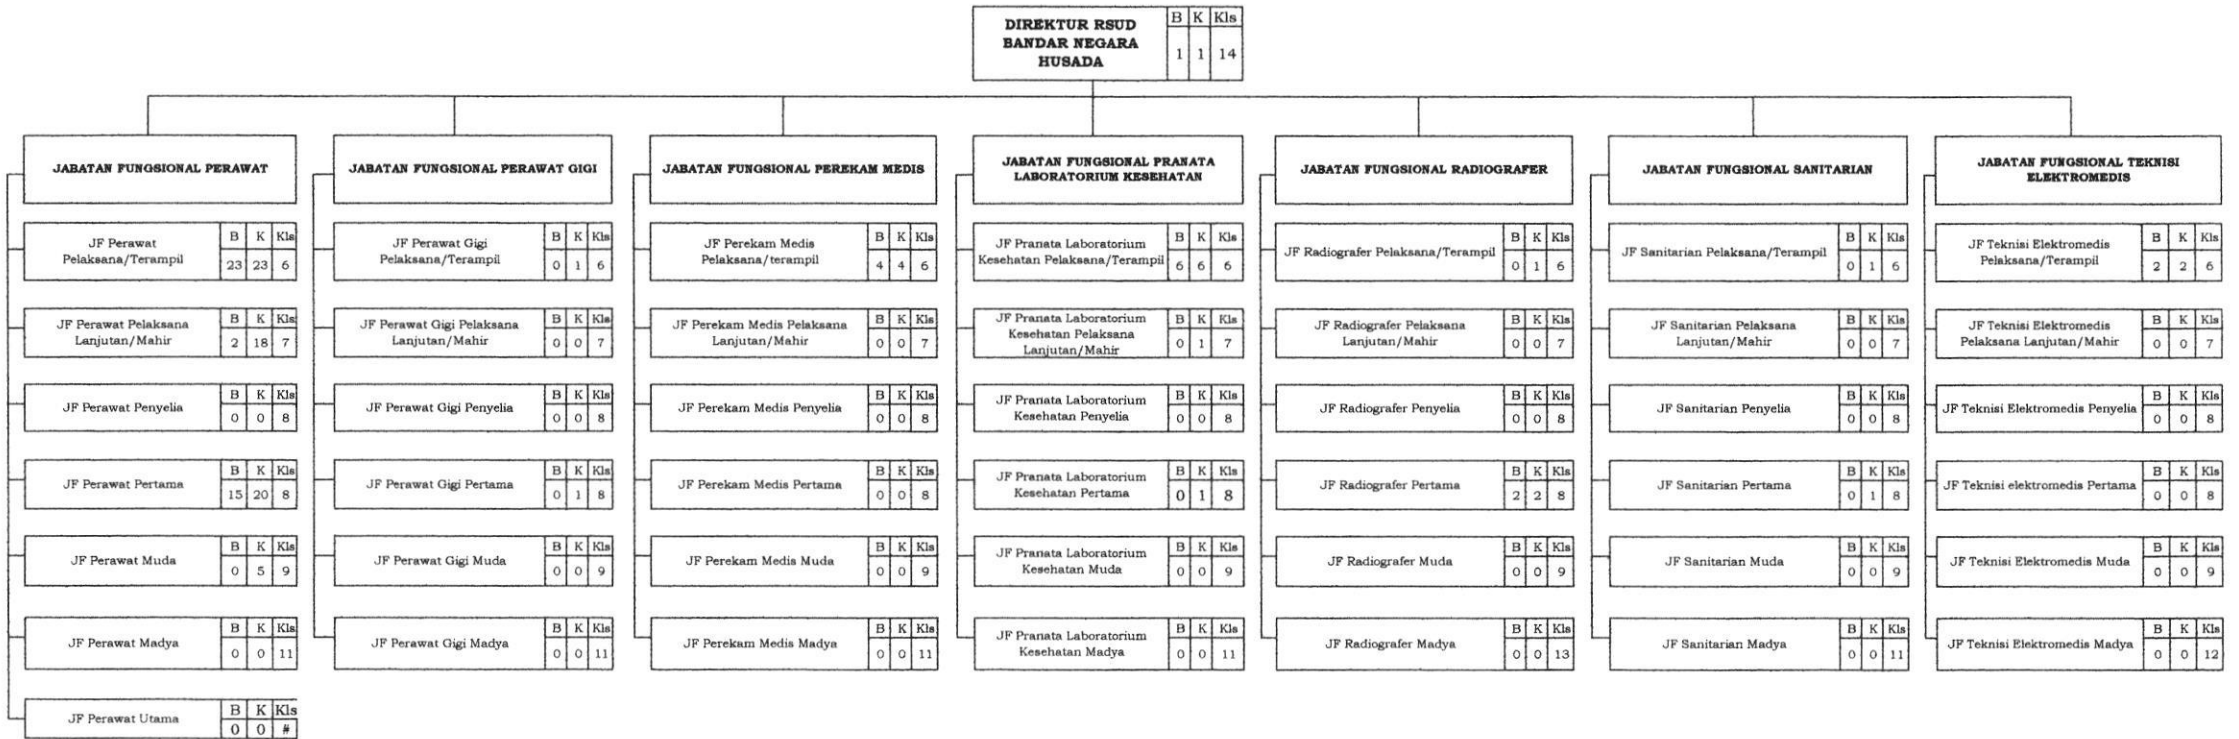 DIREKTUR RSUD
BANDAR NEGARA
HUSADA
B K Kls
1 1 14
JABATAN FUNGSIONAL PERAWAT
JF Perawat
Pelaksana/Terampil
B K Kls
23 23 6
JF Perawat Pelaksana
Lanjutan/Mahir
B K Kls
2 18 7
JF Perawat Penyelia
B K Kls
0 0 8
JF Perawat Pertama
B K Kls
15 20 8
JF Perawat Muda
B K Kls
0 5 9
JF Perawat Madya
B K Kls
0 0 11
JF Perawat Utama
B K Kls
0 0 #
JABATAN FUNGSIONAL PERAWAT GIGI
JF Perawat Gigi
Pelaksana/Terampil
B K Kls
0 1 6
JF Perawat Gigi Pelaksana
Lanjutan/Mahir
B K Kls
0 0 7
JF Perawat Gigi Penyelia
B K Kls
0 0 8
JF Perawat Gigi Pertama
B K Kls
0 1 8
JF Perawat Gigi Muda
B K Kls
0 0 9
JF Perawat Gigi Madya
B K Kls
0 0 11
JABATAN FUNGSIONAL PEREKAM MEDIS
JF Perekam Medis
Pelaksana/terampil
B K Kls
4 4 6
JF Perekam Medis Pelaksana
Lanjutan/Mahir
B K Kls
0 0 7
JF Perekam Medis Penyelia
B K Kls
0 0 8
JF Perekam Medis Pertama
B K Kls
0 0 8
JF Perekam Medis Muda
B K Kls
0 0 9
JF Perekam Medis Madya
B K Kls
0 0 11
JABATAN FUNGSIONAL PRANATA
LABORATORIUM KESEHATAN
JF Pranata Laboratorium
Kesehatan Pelaksana/Terampil
B K Kls
6 6 6
JF Pranata Laboratorium
Kesehatan Pelaksana
Lanjutan/Mahir
B K Kls
0 1 7
JF Pranata Laboratorium
Kesehatan Penyelia
B K Kls
0 0 8
JF Pranata Laboratorium
Kesehatan Pertama
B K Kls
0 1 8
JF Pranata Laboratorium
Kesehatan Muda
B K Kls
0 0 9
JF Pranata Laboratorium
Kesehatan Madya
B K Kls
0 0 11
JABATAN FUNGSIONAL RADIOGRAFER
JF Radiografer Pelaksana/Terampil
B K Kls
0 1 6
JF Radiografer Pelaksana
Lanjutan/Mahir
B K Kls
0 0 7
JF Radiografer Penyelia
B K Kls
0 0 8
JF Radiografer Pertama
B K Kls
2 2 8
JF Radiografer Muda
B K Kls
0 0 9
JF Radiografer Madya
B K Kls
0 0 13
JABATAN FUNGSIONAL SANITARIAN
JF Sanitarian Pelaksana/Terampil
B K Kls
0 1 6
JF Sanitarian Pelaksana
Lanjutan/Mahir
B K Kls
0 0 7
JF Sanitarian Penyelia
B K Kls
0 0 8
JF Sanitarian Pertama
B K Kls
0 1 8
JF Sanitarian Muda
B K Kls
0 0 9
JF Sanitarian Madya
B K Kls
0 0 11
JABATAN FUNGSIONAL TEKNISI
ELEKTROMEDIS
JF Teknisi Elektromedis
Pelaksana/Terampil
B K Kls
2 2 6
JF Teknisi Elektromedis
Pelaksana Lanjutan/Mahir
B K Kls
0 0 7
JF Teknisi Elektromedis Penyelia
B K Kls
0 0 8
JF Teknisi elektromedis Pertama
B K Kls
0 0 8
JF Teknisi Elektromedis Muda
B K Kls
0 0 9
JF Teknisi Elektromedis Madya
B K Kls
0 0 12